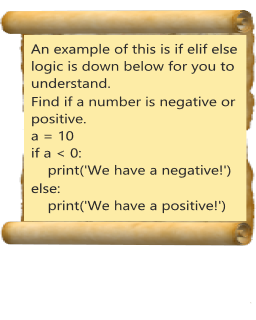 An example of this is if elif else
logic is down below for you to
understand.
Find if a number is negative or
positive.
a = 10
if a < 0:
    print('We have a negative!')
else:
    print('We have a positive!')